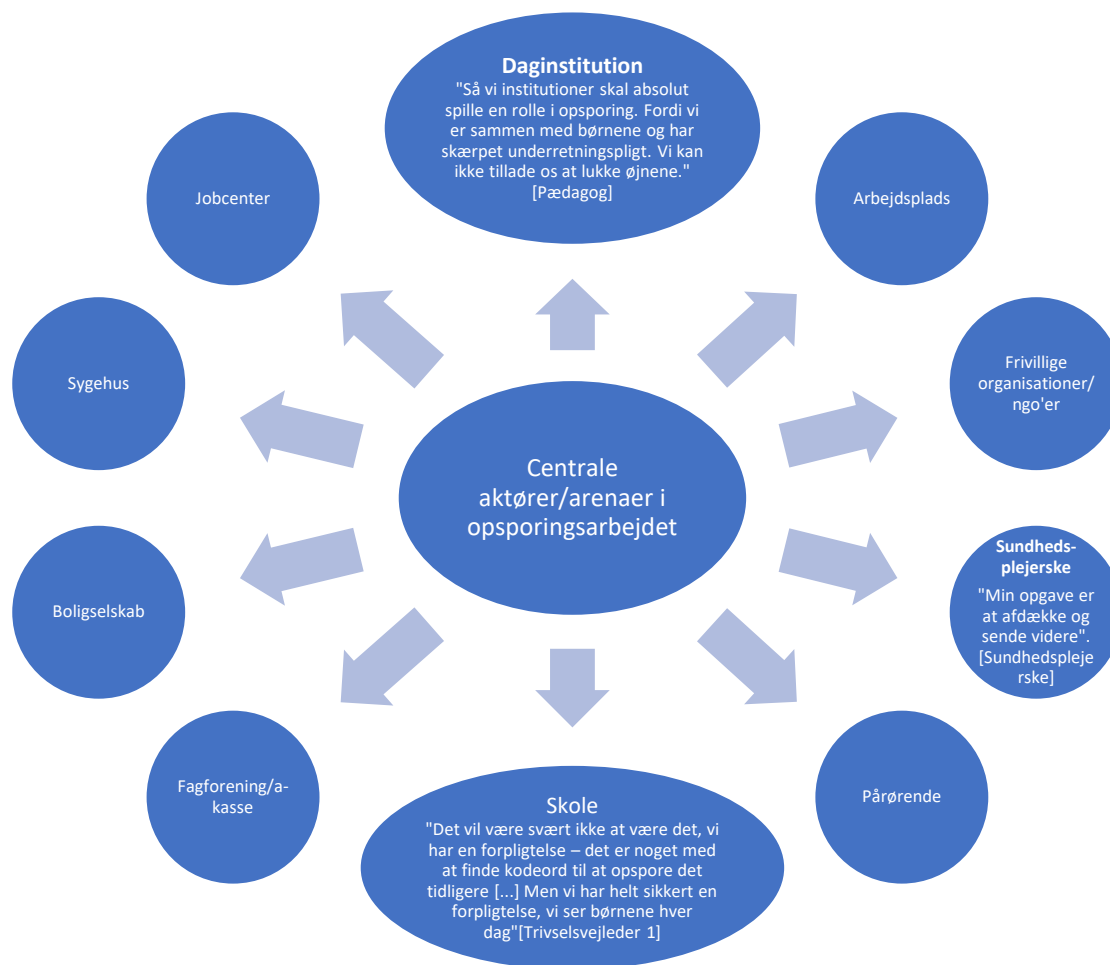 Daginstitution
"Så vi institutioner skal absolut
spille en rolle i opsporing. Fordi vi
er sammen med børnene og har
skærpet underretningspligt. Vi kan
ikke tillade os at lukke øjnene."
[Pædagog]
Jobcenter
Arbejdsplads
Sygehus
Frivillige
organisationer/
ngo'er
Centrale
aktører/arenaer i
opsporingsarbejdet
Boligselskab
Sundheds-
plejerske
"Min opgave er
at afdække og
sende videre".
[Sundhedspleje
rske]
Fagforening/a-
kasse
Pårørende
Skole
"Det vil være svært ikke at være det, vi
har en forpligtelse – det er noget med
at finde kodeord til at opspore det
tidligere [...] Men vi har helt sikkert en
forpligtelse, vi ser børnene hver
dag"[Trivselsvejleder 1]